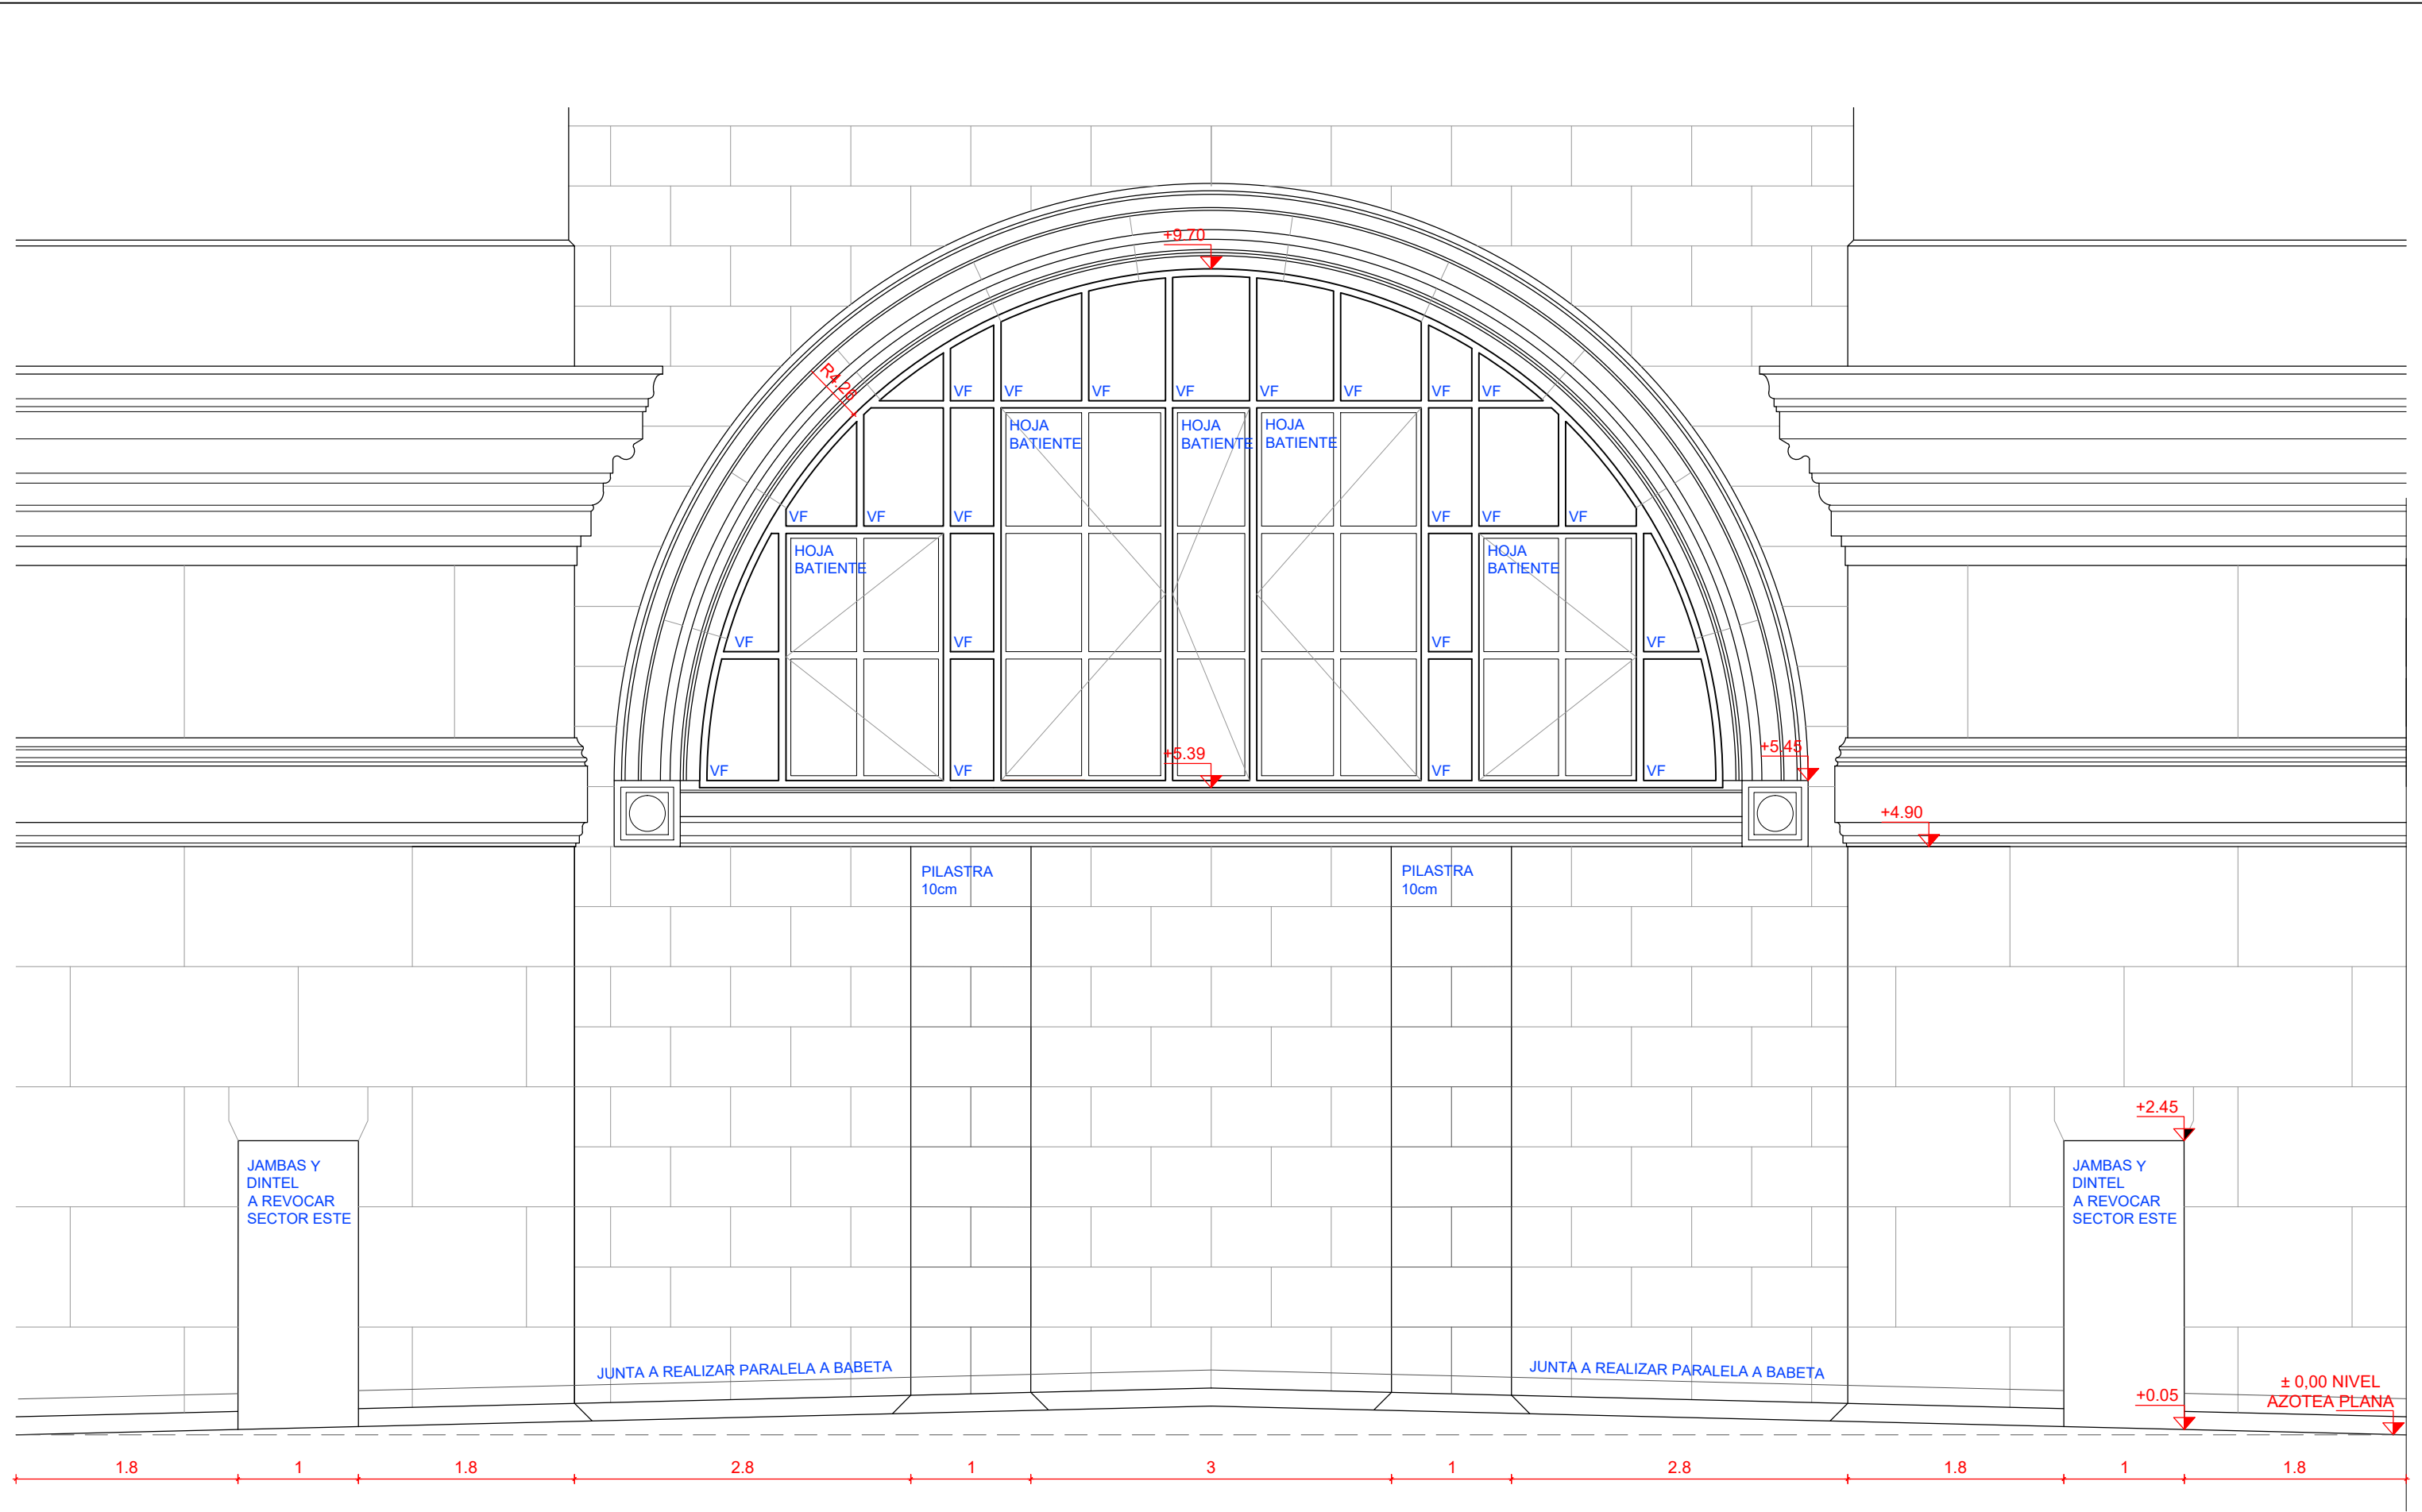 +9.70
R4.26
VF
VF
VF
VF
VF
VF
VF
VF
HOJA
BATIENTE
HOJA
BATIENTE
HOJA
BATIENTE
VF
VF
VF
VF
VF
VF
HOJA
BATIENTE
HOJA
BATIENTE
VF
VF
VF
VF
+5.39
+5.45
VF
VF
VF
VF
+4.90
PILASTRA
10cm
PILASTRA
10cm
+2.45
JAMBAS Y
DINTEL
A REVOCAR
SECTOR ESTE
JAMBAS Y
DINTEL
A REVOCAR
SECTOR ESTE
JUNTA A REALIZAR PARALELA A BABETA
JUNTA A REALIZAR PARALELA A BABETA
+0.05
± 0,00 NIVEL
AZOTEA PLANA
1.8 1 1.8 2.8 1 3 1 2.8 1.8 1 1.8